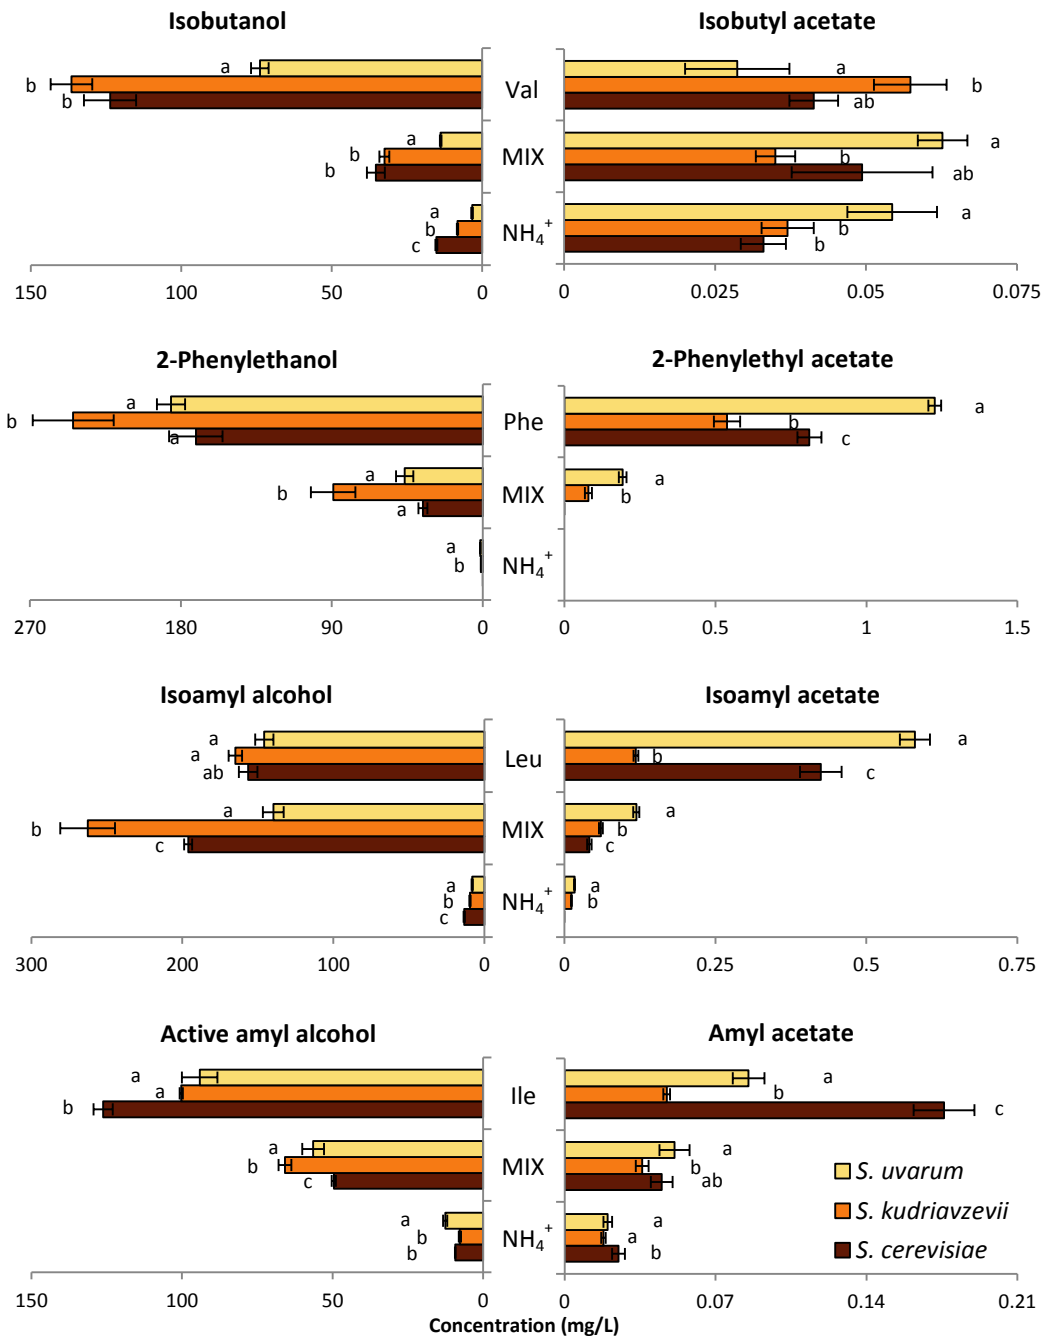 Isobutanol Isobutyl acetate
a a
b Val b
b ab
a a
b MIX b
b ab
a a
b NH₄⁺ b
c b
150 100 50 0 0 0.025 0.05 0.075
2-Phenylethanol 2-Phenylethyl acetate
a a
b Phe b
a c
a a
b MIX b
a
a
b NH₄⁺
270 180 90 0 0 0.5 1 1.5
Isoamyl alcohol Isoamyl acetate
a a
a Leu b
ab c
a a
b MIX b
c c
a a
b NH₄⁺ b
c
300 200 100 0 0 0.25 0.5 0.75
Active amyl alcohol Amyl acetate
a a
a Ile b
b c
a a
b MIX b
c ab
a a
b NH₄⁺ a
b b
S. uvarum
S. kudriavzevii
S. cerevisiae
150 100 50 0 0 0.07 0.14 0.21
Concentration (mg/L)